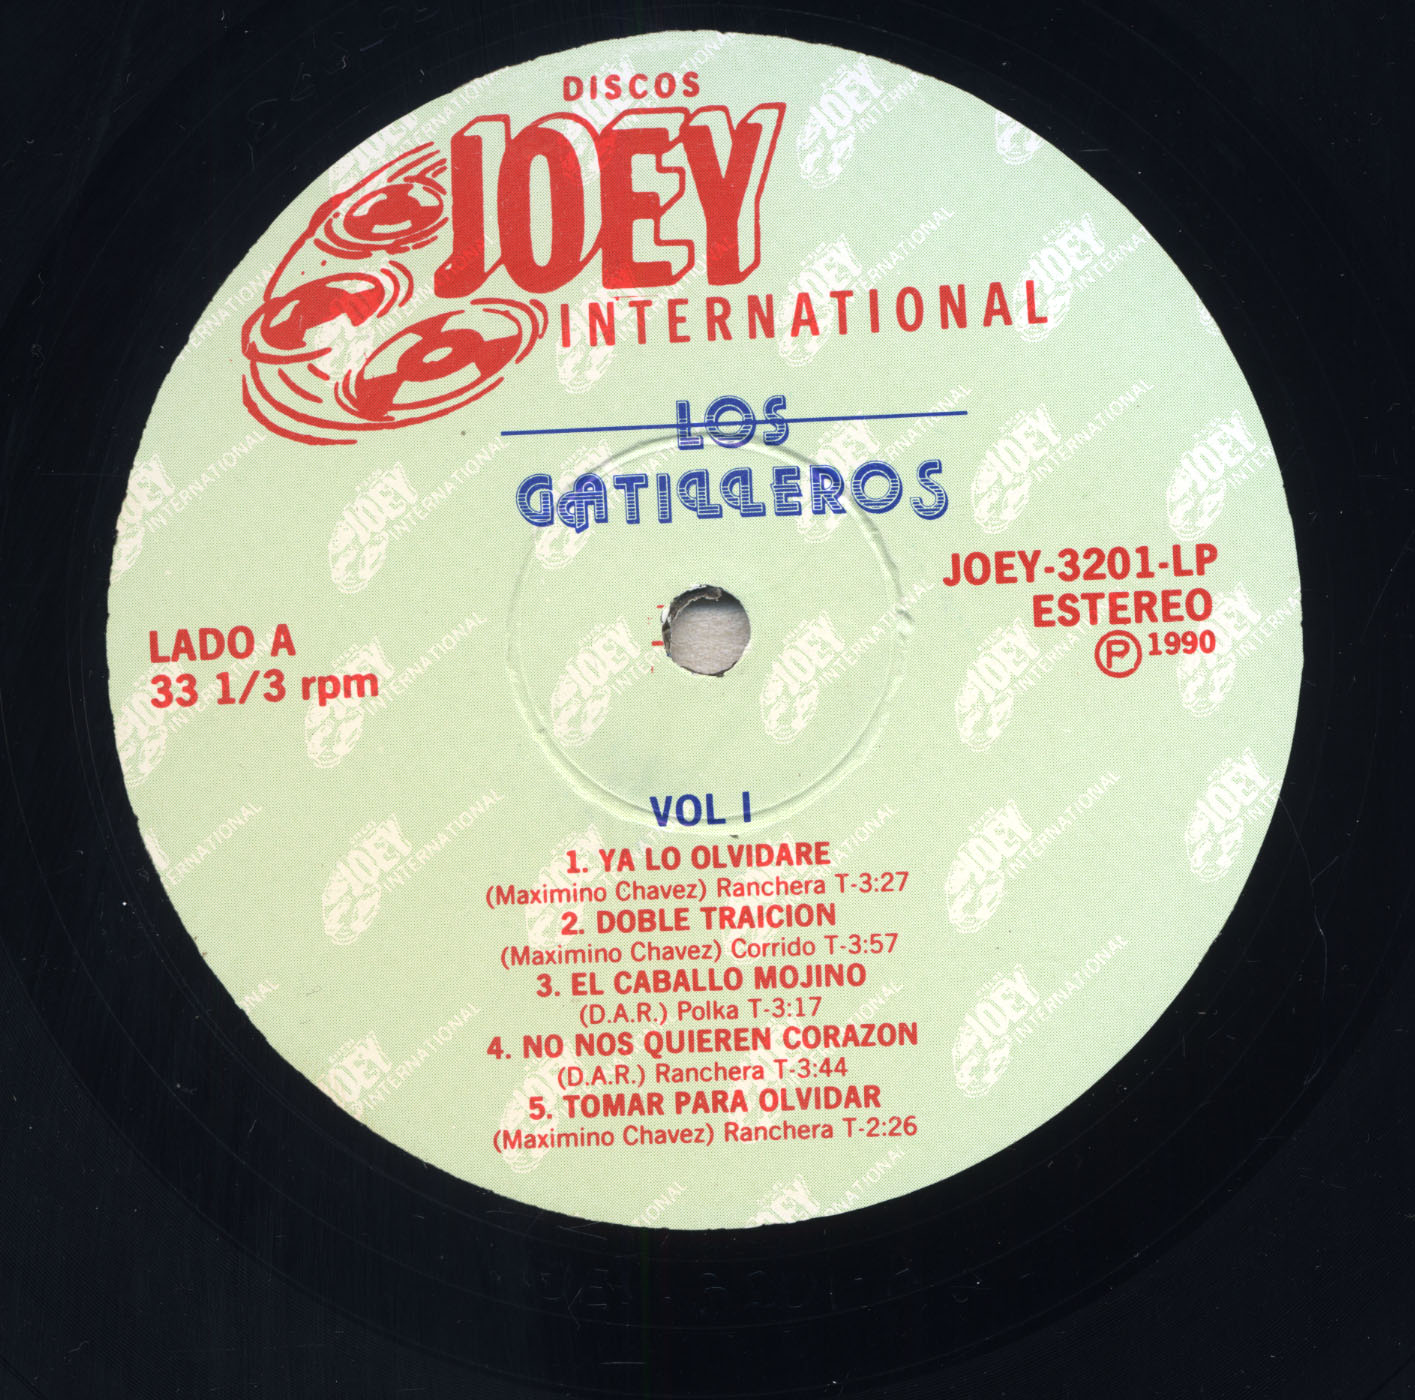 DISCOS
JOEY
INTERNATIONAL
LOS
GATILLEROS
JOEY-3201-LP
ESTEREO
Ⓟ 1990
LADO A
33 1/3 rpm
VOL I
1. YA LO OLVIDARE
(Maximino Chavez) Ranchera T-3:27
2. DOBLE TRAICION
(Maximino Chavez) Corrido T-3:57
3. EL CABALLO MOJINO
(D.A.R.) Polka T-3:17
4. NO NOS QUIEREN CORAZON
(D.A.R.) Ranchera T-3:44
5. TOMAR PARA OLVIDAR
(Maximino Chavez) Ranchera T-2:26